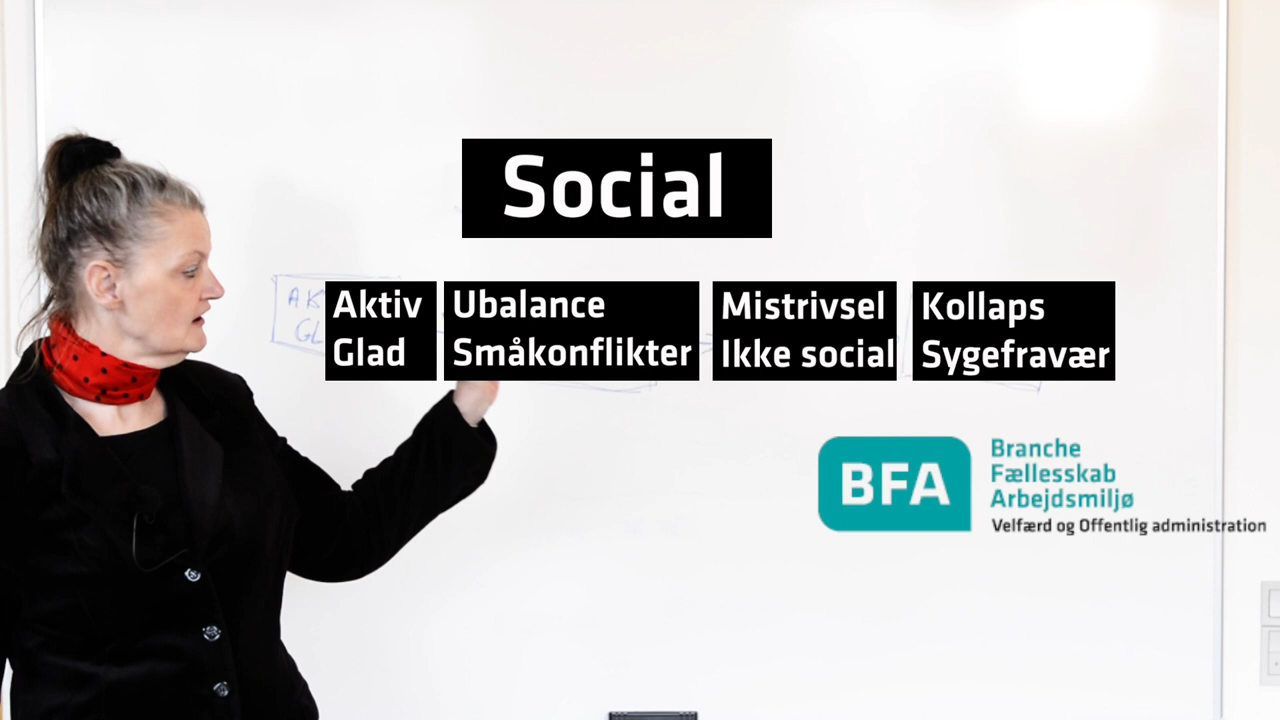 Social
Aktiv
Glad
Ubalance
Småkonflikter
Mistrivsel
Ikke social
Kollaps
Sygefravær
BFA
Branche
Fællesskab
Arbejdsmiljø
Velfærd og Offentlig administration